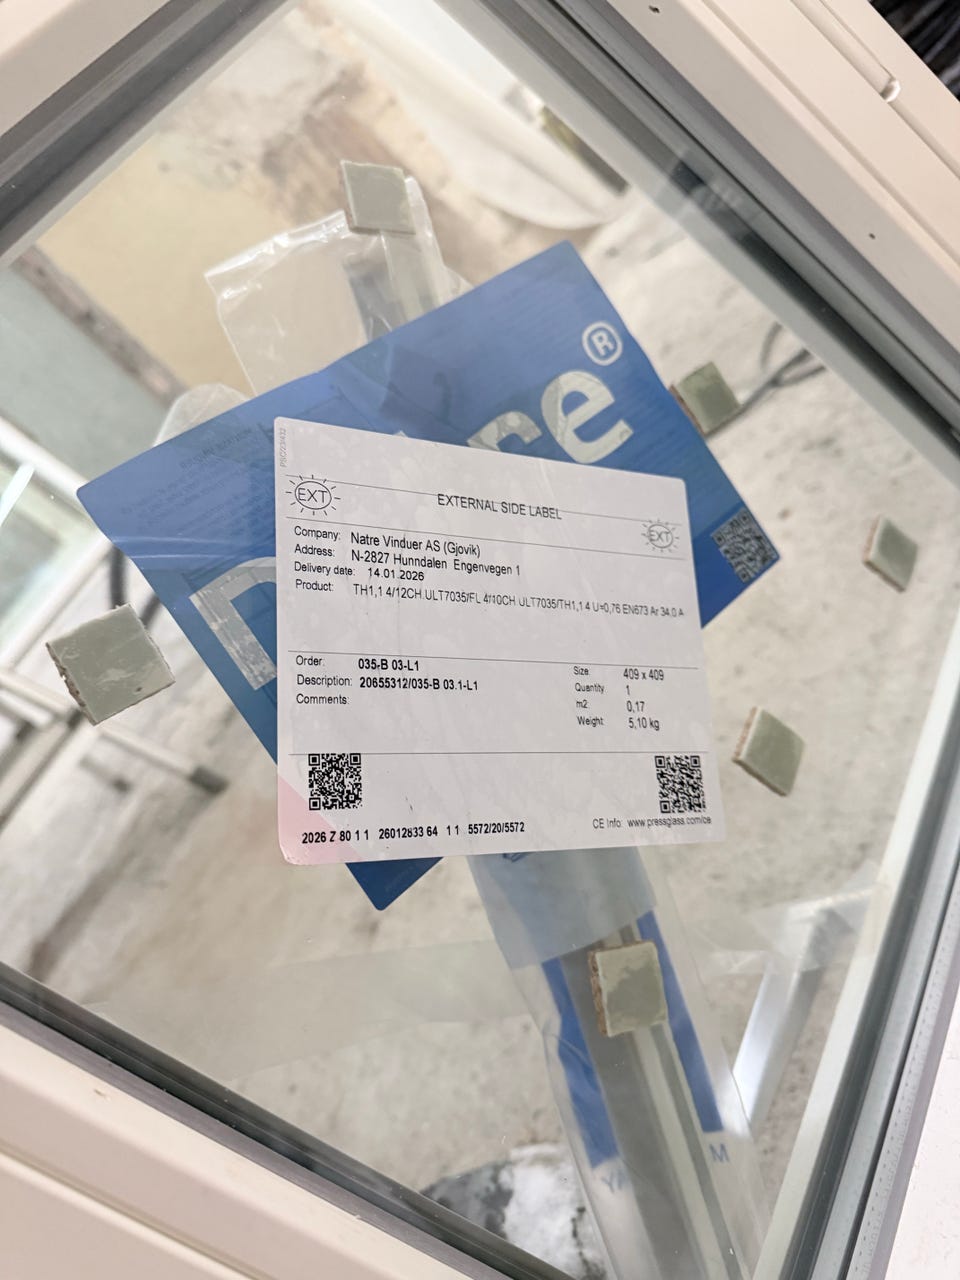 re®
PSC/23/432
EXT
EXTERNAL SIDE LABEL
EXT
Company: Natre Vinduer AS (Gjovik)
Address: N-2827 Hunndalen Engenvegen 1
Delivery date: 14.01.2026
Product: TH1,1 4/12CH.ULT7035/FL 4/10CH.ULT7035/TH1,1 4 U=0,76 EN673 Ar 34,0 A
Order: 035-B 03-L1
Description: 20655312/035-B 03.1-L1
Comments:
Size: 409 x 409
Quantity 1
m2: 0,17
Weight: 5,10 kg
2026 Z 80 1 1 26012833 64 1 1 5572/20/5572
CE Info: www.pressglass.com/ce